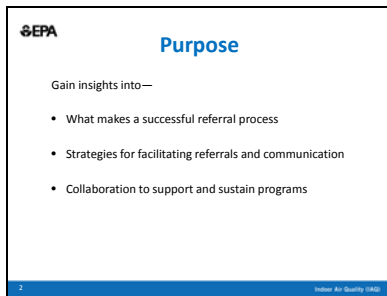 EPA
Purpose
Gain insights into—
• What makes a successful referral process
• Strategies for facilitating referrals and communication
• Collaboration to support and sustain programs
2
Indoor Air Quality (IAQ)